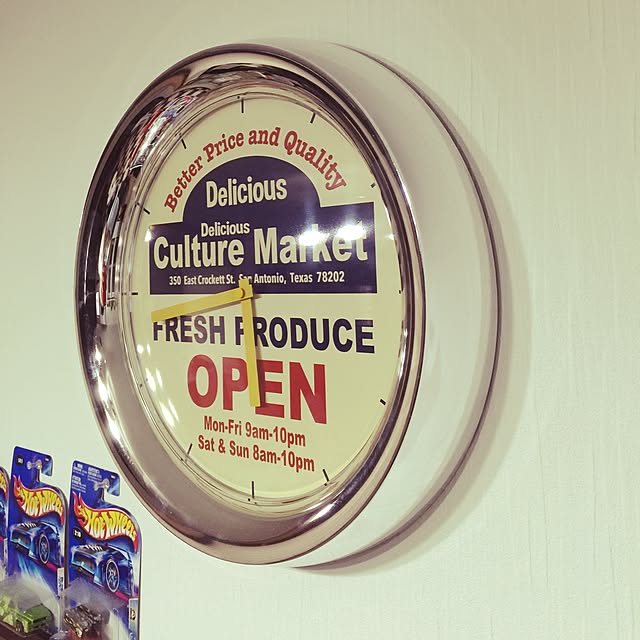 Better Price and Quality
Delicious
Delicious
Culture Market
350 East Crockett St. San Antonio, Texas 78202
FRESH PRODUCE
OPEN
Mon-Fri 9am-10pm
Sat & Sun 8am-10pm
Hot Wheels
Hot Wheels